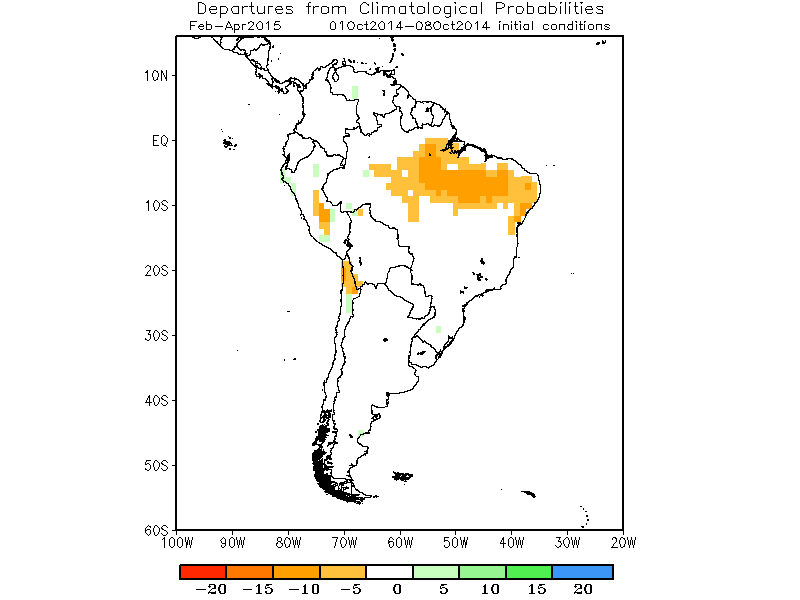 Departures from Climatological Probabilities
Feb-Apr2015 01Oct2014-08Oct2014 initial conditions
10N
EQ
10S
20S
30S
40S
50S
60S
100W 90W 80W 70W 60W 50W 40W 30W 20W
-20 -15 -10 -5 0 5 10 15 20